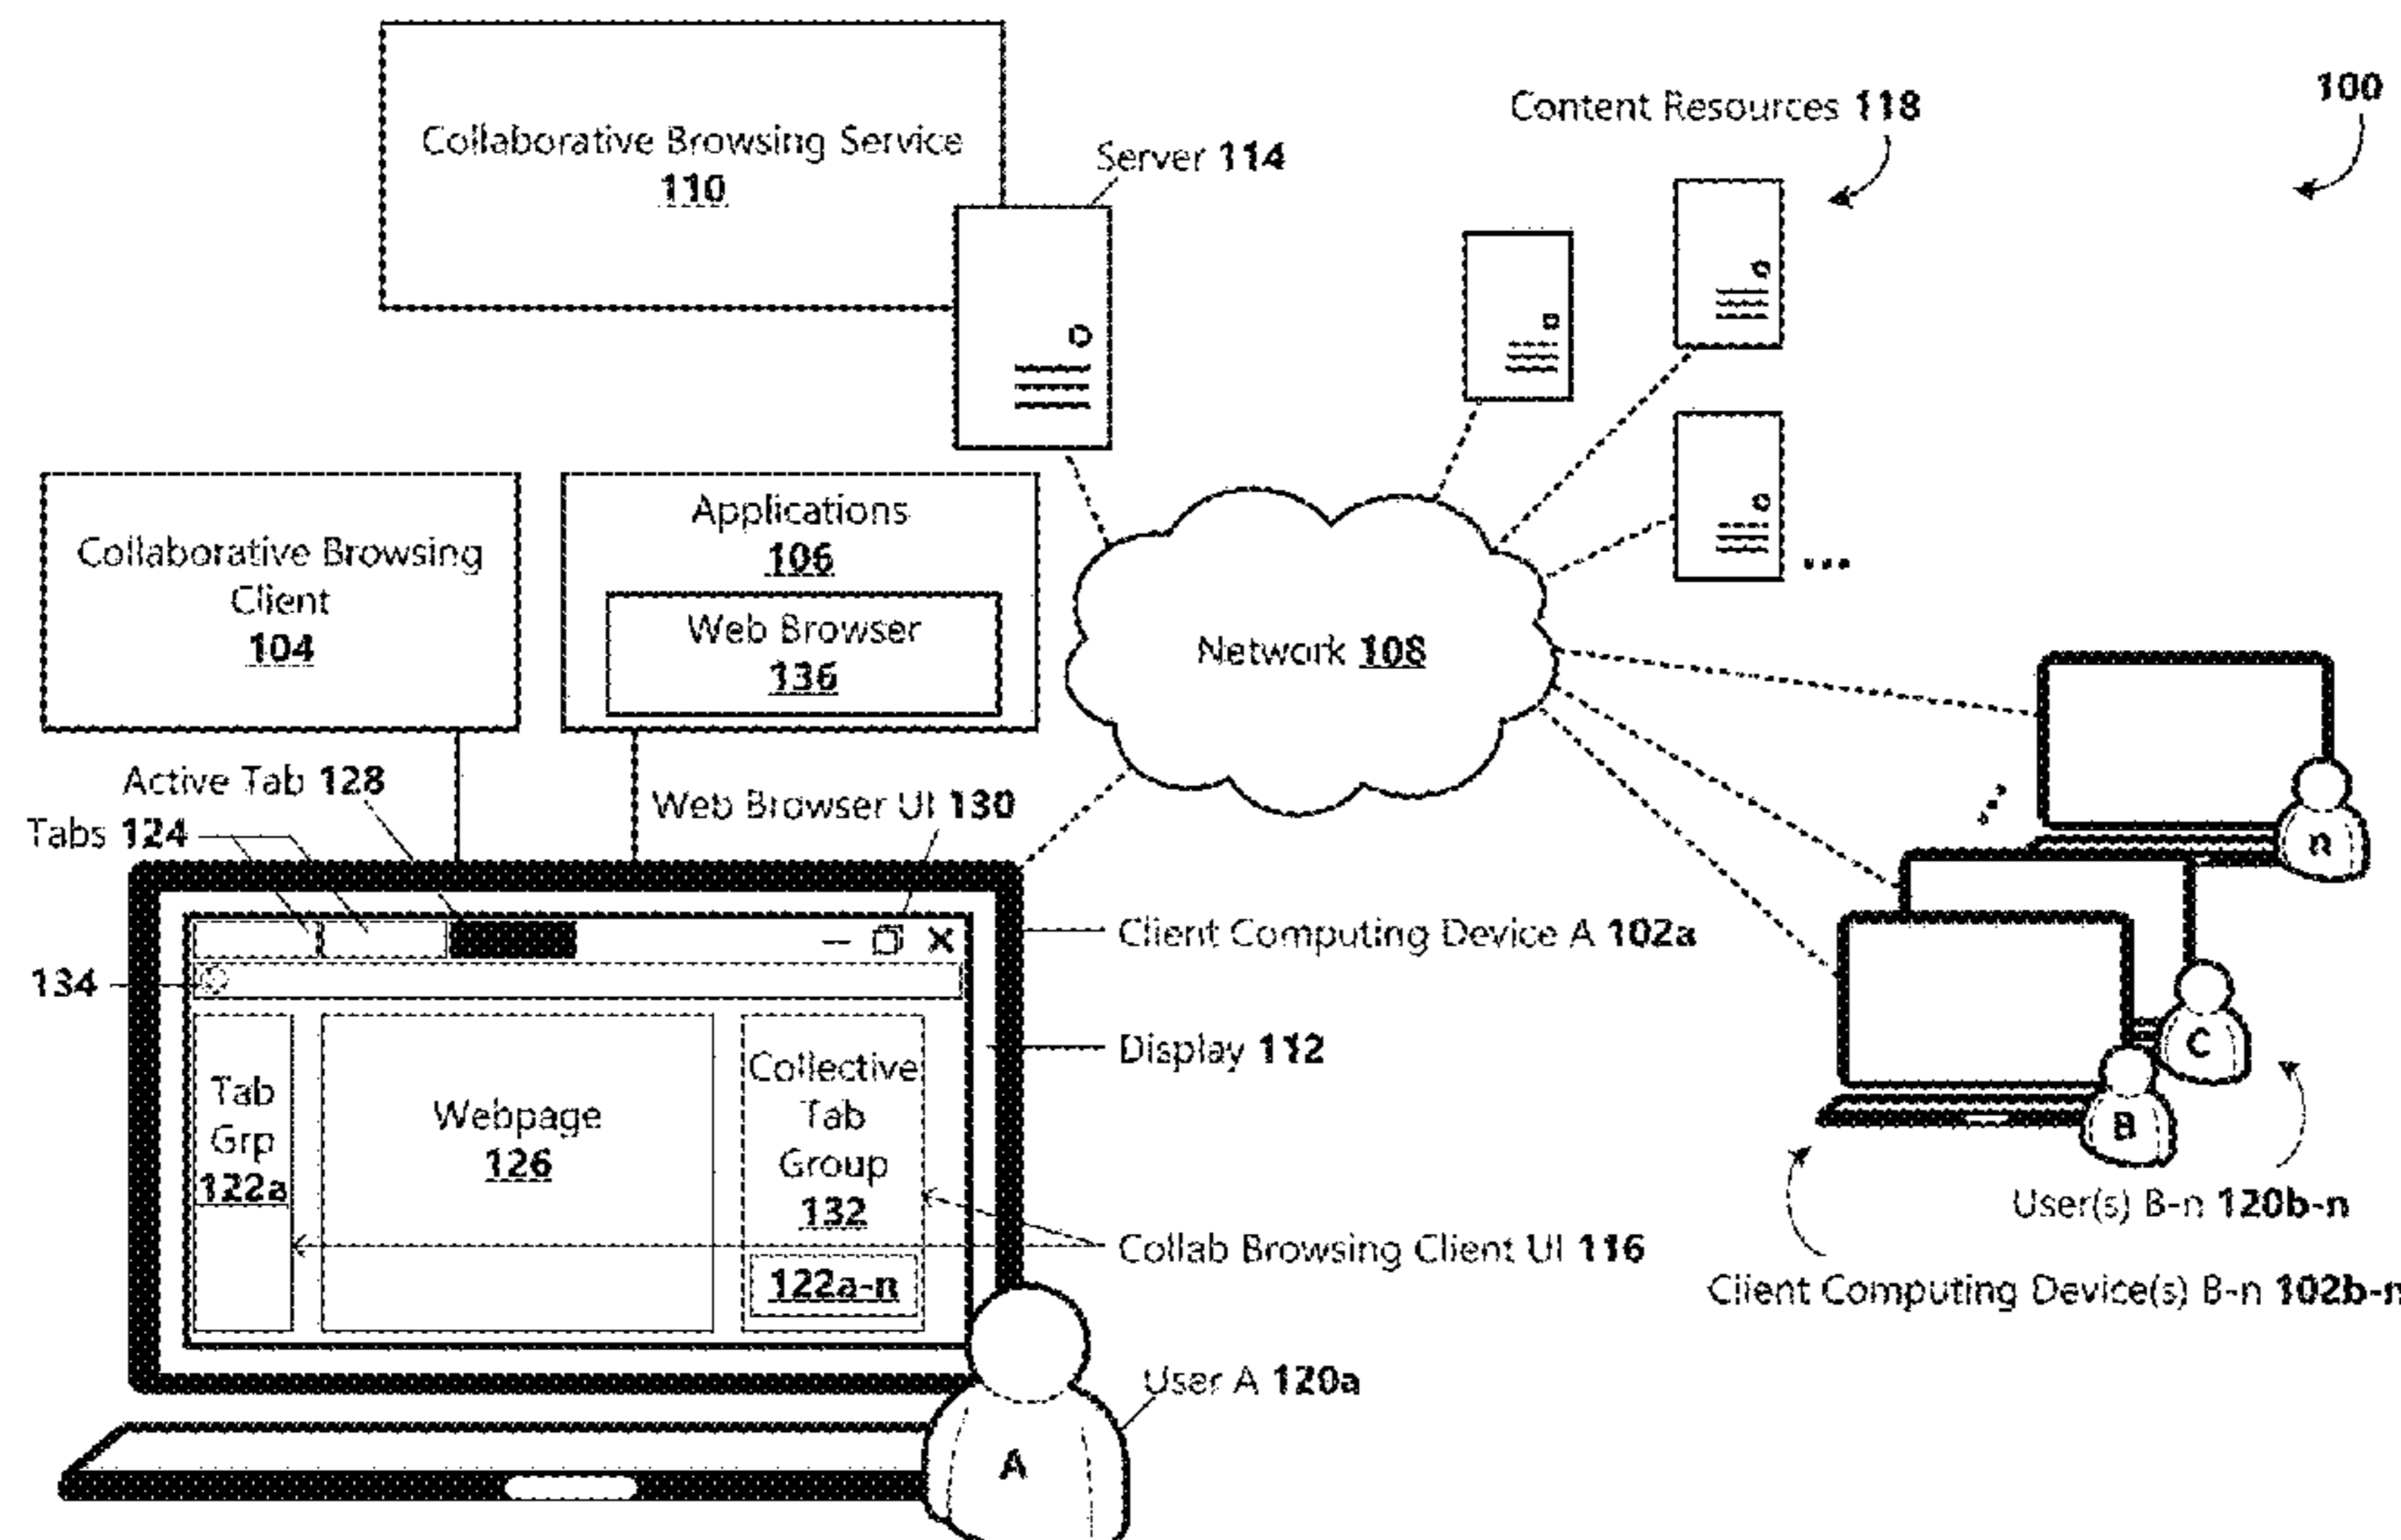 100
Content Resources 118
Collaborative Browsing Service
110
Server 114
Collaborative Browsing
Client
104
Applications
106
Web Browser
136
Network 108
Active Tab 128
Tabs 124
Web Browser UI 130
134
Client Computing Device A 102a
Display 112
Tab
Grp
122a
Webpage
126
Collective
Tab
Group
132
122a-n
Collab Browsing Client UI 116
User A 120a
A
n
C
B
User(s) B-n 120b-n
Client Computing Device(s) B-n 102b-n